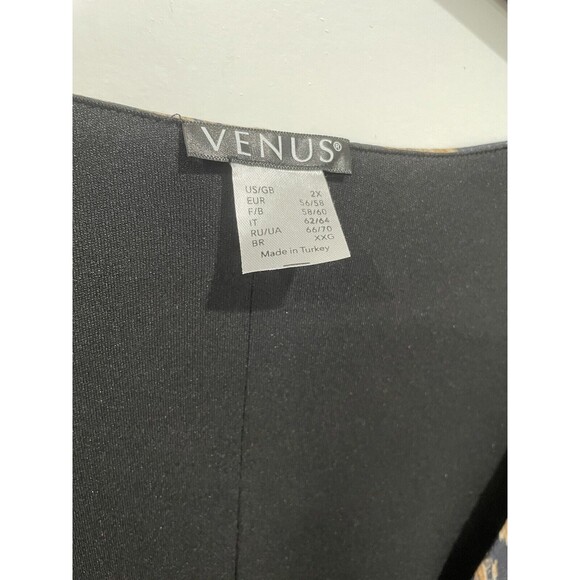 VENUS®
US/GB 2X
EUR 56/58
F/B 58/60
IT 62/64
RU/UA 66/70
BR XXG
Made in Turkey